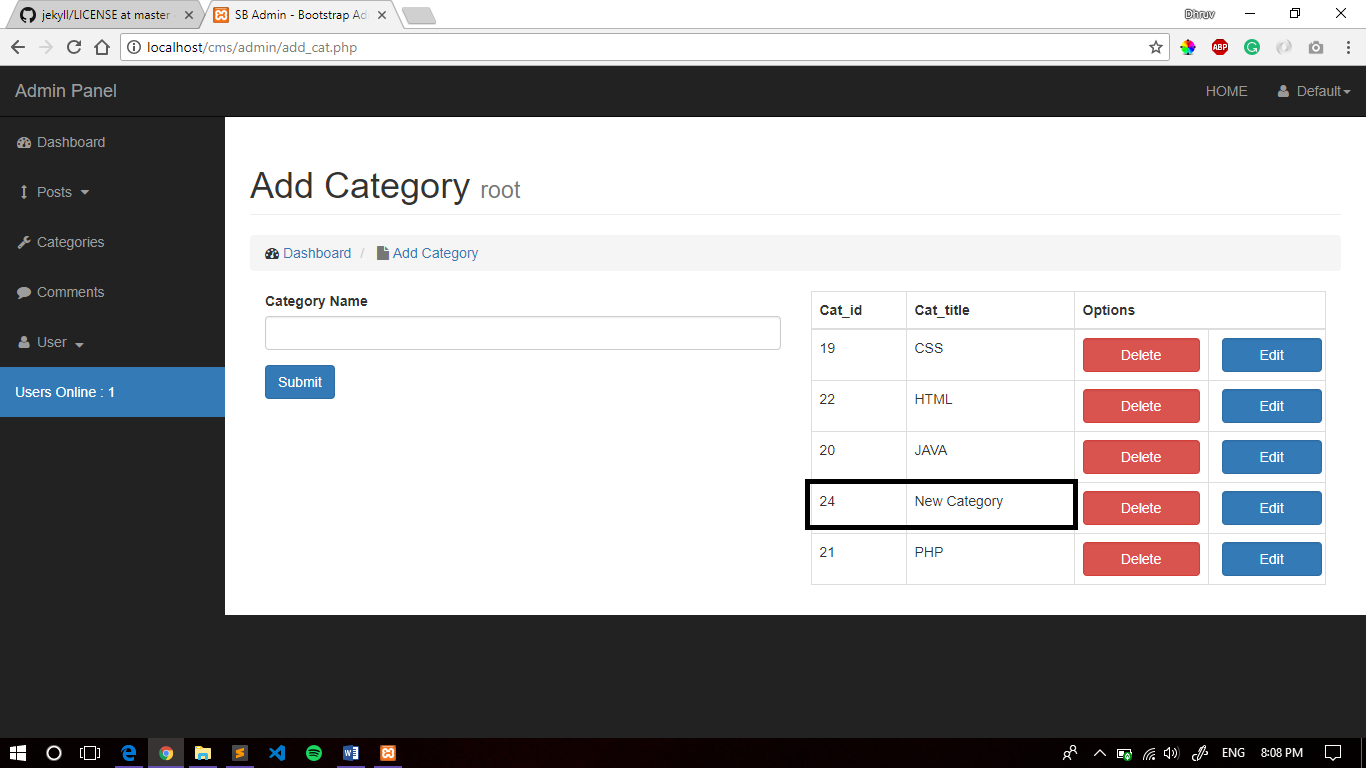 jekyll/LICENSE at master
SB Admin - Bootstrap Ad
Dhruv
localhost/cms/admin/add_cat.php
ABP
Admin Panel
HOME
Default
Dashboard
Posts
Categories
Comments
User
Users Online : 1
Add Category root
Dashboard / Add Category
Category Name
Submit
Cat_id Cat_title Options
19 CSS Delete Edit
22 HTML Delete Edit
20 JAVA Delete Edit
24 New Category Delete Edit
21 PHP Delete Edit
ENG
8:08 PM